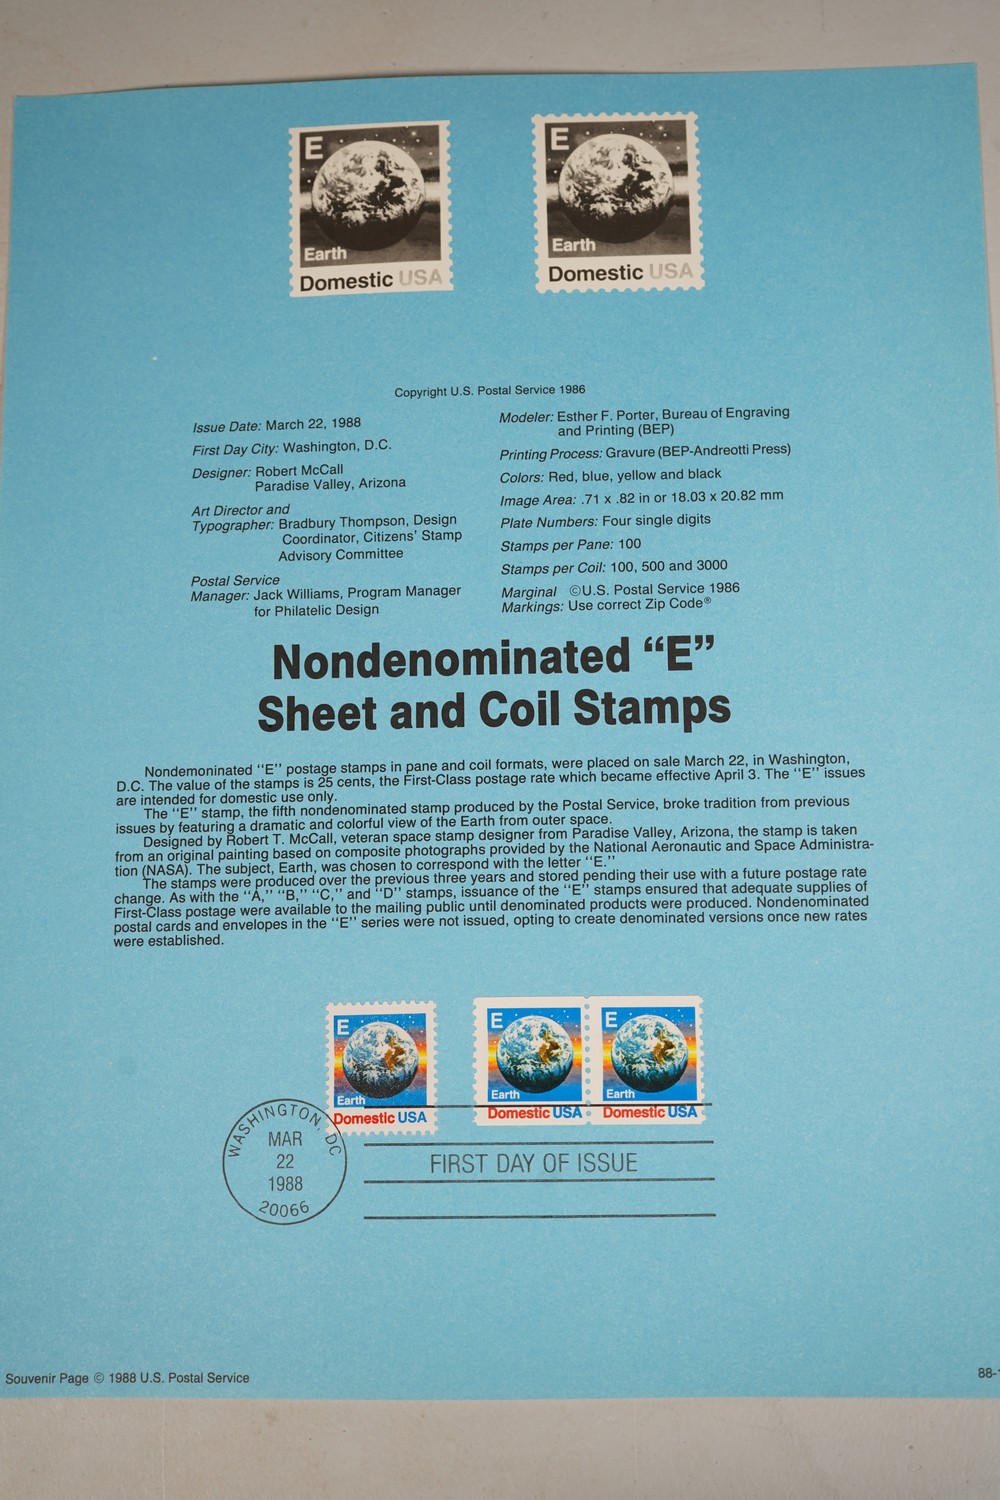 E
Earth
Domestic USA
E
Earth
Domestic USA
Copyright U.S. Postal Service 1986
Issue Date: March 22, 1988
First Day City: Washington, D.C.
Designer: Robert McCall
Paradise Valley, Arizona
Art Director and
Typographer: Bradbury Thompson, Design
Coordinator, Citizens' Stamp
Advisory Committee
Postal Service
Manager: Jack Williams, Program Manager
for Philatelic Design
Modeler: Esther F. Porter, Bureau of Engraving
and Printing (BEP)
Printing Process: Gravure (BEP-Andreotti Press)
Colors: Red, blue, yellow and black
Image Area: .71 x .82 in or 18.03 x 20.82 mm
Plate Numbers: Four single digits
Stamps per Pane: 100
Stamps per Coil: 100, 500 and 3000
Marginal ©U.S. Postal Service 1986
Markings: Use correct Zip Code®
Nondenominated "E"
Sheet and Coil Stamps
Nondemoninated "E" postage stamps in pane and coil formats, were placed on sale March 22, in Washington,
D.C. The value of the stamps is 25 cents, the First-Class postage rate which became effective April 3. The "E" issues
are intended for domestic use only.
The "E" stamp, the fifth nondenominated stamp produced by the Postal Service, broke tradition from previous
issues by featuring a dramatic and colorful view of the Earth from outer space.
Designed by Robert T. McCall, veteran space stamp designer from Paradise Valley, Arizona, the stamp is taken
from an original painting based on composite photographs provided by the National Aeronautic and Space Administra-
tion (NASA). The subject, Earth, was chosen to correspond with the letter "E."
The stamps were produced over the previous three years and stored pending their use with a future postage rate
change. As with the "A," "B," "C," and "D" stamps, issuance of the "E" stamps ensured that adequate supplies of
First-Class postage were available to the mailing public until denominated products were produced. Nondenominated
postal cards and envelopes in the "E" series were not issued, opting to create denominated versions once new rates
were established.
E
Earth
Domestic USA
E
Earth
Domestic USA
E
Earth
Domestic USA
WASHINGTON, DC
MAR
22
1988
20066
FIRST DAY OF ISSUE
Souvenir Page © 1988 U.S. Postal Service
88-